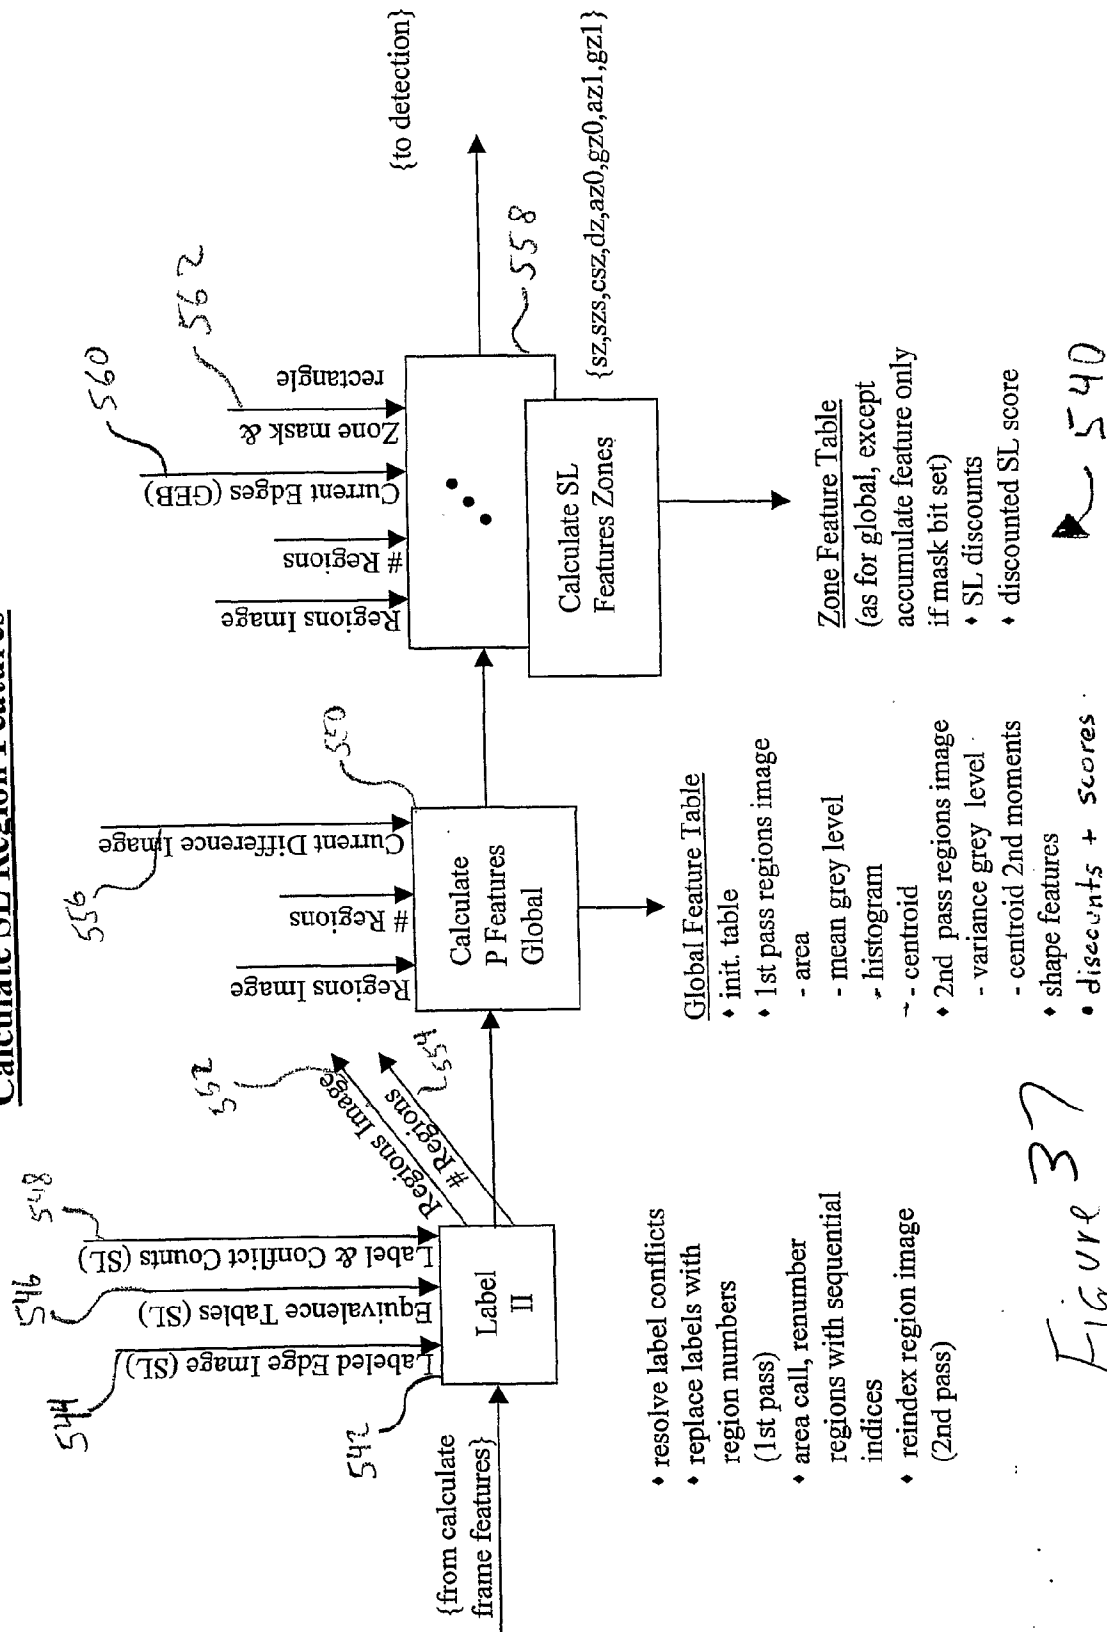 Calculate SL Region Features
544
546
548
Labeled Edge Image (SL)
Equivalence Tables (SL)
Label & Conflict Counts (SL)
542
{from calculate
frame features}
Label
II
552
Regions Image
# Regions
554
• resolve label conflicts
• replace labels with
region numbers
(1st pass)
• area call, renumber
regions with sequential
indices
• reindex region image
(2nd pass)
556
550
Regions Image
# Regions
Current Difference Image
Calculate
P Features
Global
Global Feature Table
• init. table
• 1st pass regions image
- area
- mean grey level
- histogram
- centroid
• 2nd pass regions image
- variance grey level
- centroid 2nd moments
• shape features
• discounts + scores
560
562
Regions Image
# Regions
Current Edges (GEB)
Zone mask &
rectangle
• • •
Calculate SL
Features Zones
558
{to detection}
{sz,szs,csz,dz,az0,gz0,az1,gz1}
Zone Feature Table
(as for global, except
accumulate feature only
if mask bit set)
• SL discounts
• discounted SL score
540
Figure 37